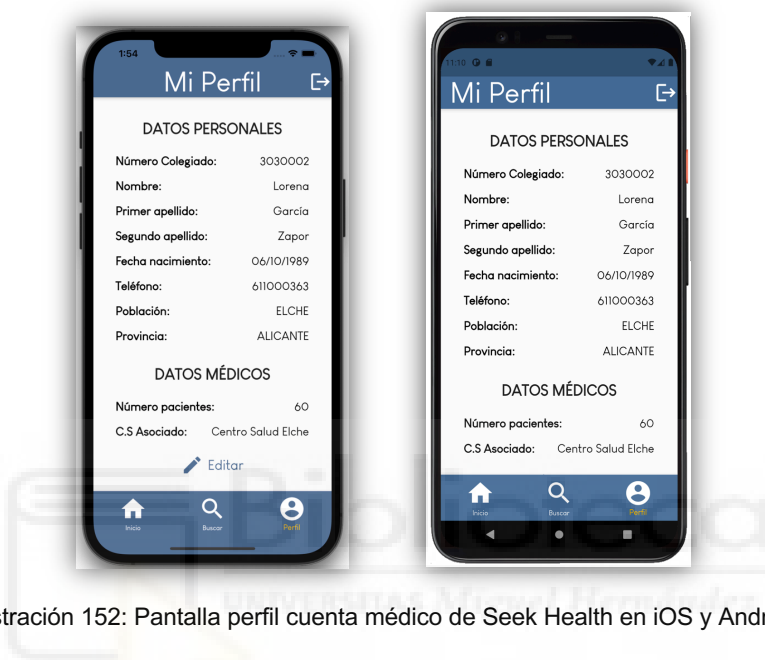 1:54
Mi Perfil
DATOS PERSONALES
Número Colegiado: 3030002
Nombre: Lorena
Primer apellido: García
Segundo apellido: Zapor
Fecha nacimiento: 06/10/1989
Teléfono: 611000363
Población: ELCHE
Provincia: ALICANTE
DATOS MÉDICOS
Número pacientes: 60
C.S Asociado: Centro Salud Elche
Editar
Inicio Buscar Perfil
11:10
Mi Perfil
DATOS PERSONALES
Número Colegiado: 3030002
Nombre: Lorena
Primer apellido: García
Segundo apellido: Zapor
Fecha nacimiento: 06/10/1989
Teléfono: 611000363
Población: ELCHE
Provincia: ALICANTE
DATOS MÉDICOS
Número pacientes: 60
C.S Asociado: Centro Salud Elche
Inicio Buscar Perfil
Biblioteca
UNIVERSITAS Miguel Hernández
stración 152: Pantalla perfil cuenta médico de Seek Health en iOS y Andr